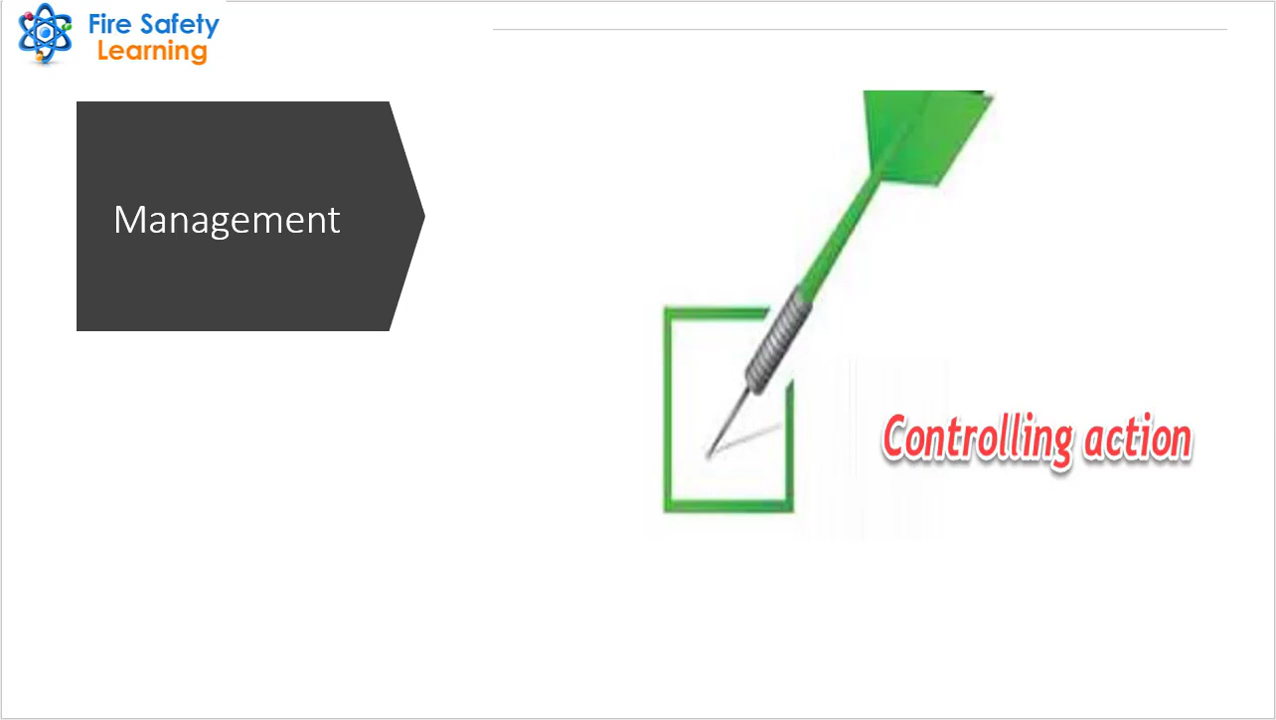 Fire Safety
Learning
Management
Controlling action